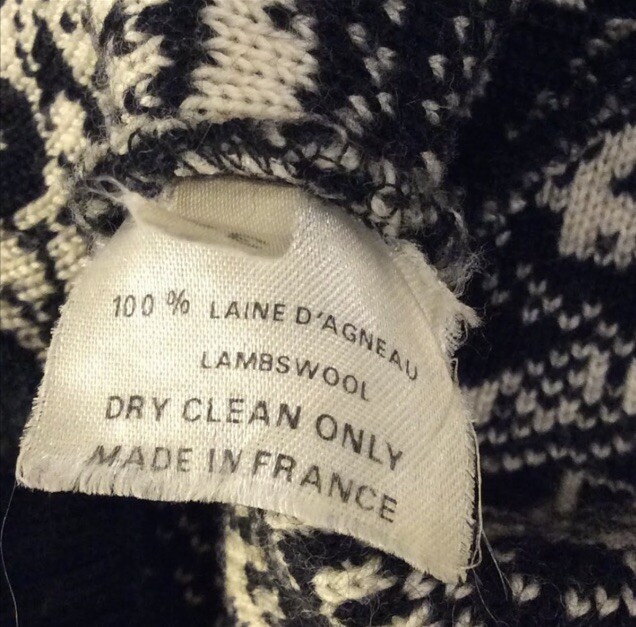 100 % LAINE D'AGNEAU
LAMBSWOOL
DRY CLEAN ONLY
MADE IN FRANCE